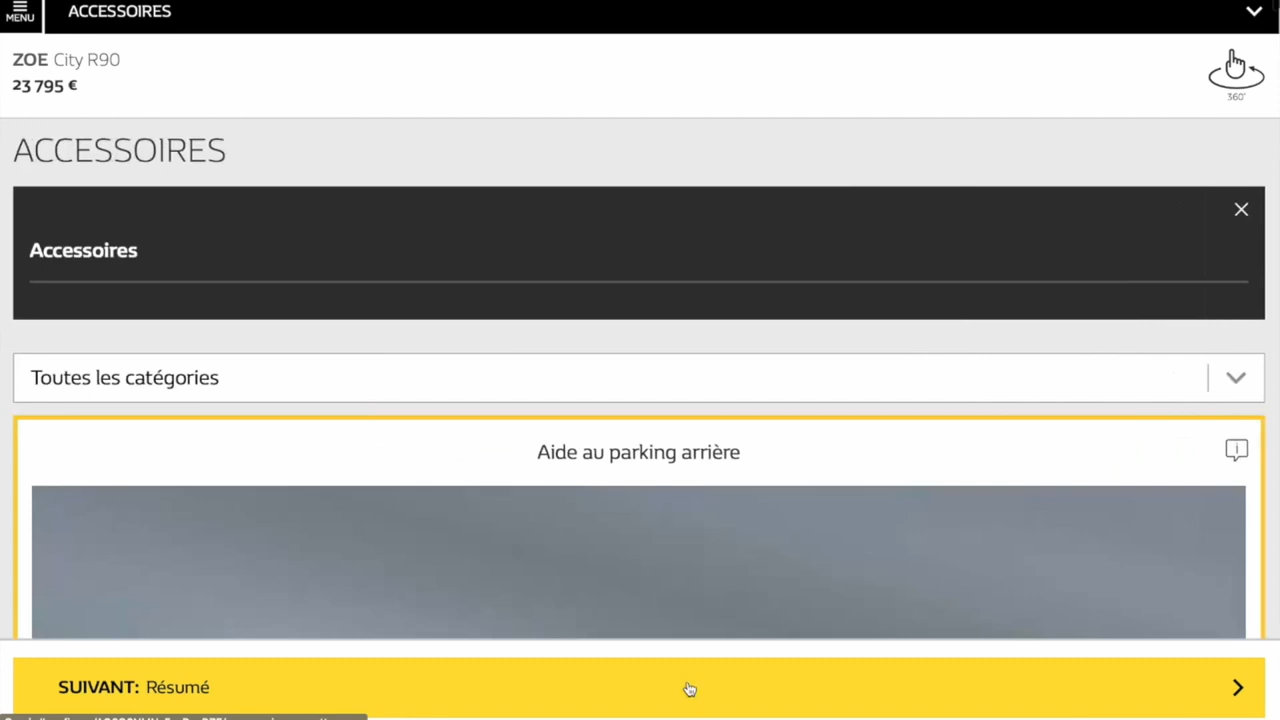 MENU
ACCESSOIRES
ZOE City R90
23 795 €
360°
ACCESSOIRES
Accessoires
Toutes les catégories
Aide au parking arrière
SUIVANT: Résumé